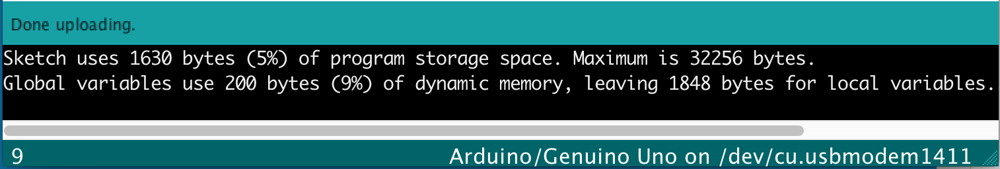 Done uploading.
Sketch uses 1630 bytes (5%) of program storage space. Maximum is 32256 bytes.
Global variables use 200 bytes (9%) of dynamic memory, leaving 1848 bytes for local variables.
9 Arduino/Genuino Uno on /dev/cu.usbmodem1411